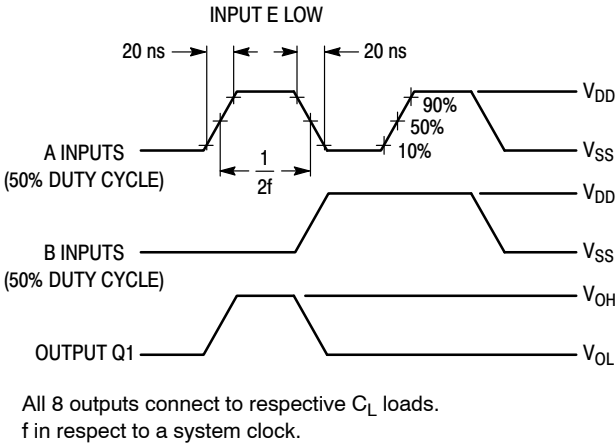 INPUT E LOW
20 ns
20 ns
90%
50%
10%
V_DD
V_SS
A INPUTS
(50% DUTY CYCLE)
1
2f
V_DD
V_SS
B INPUTS
(50% DUTY CYCLE)
V_OH
V_OL
OUTPUT Q1
All 8 outputs connect to respective C_L loads.
f in respect to a system clock.